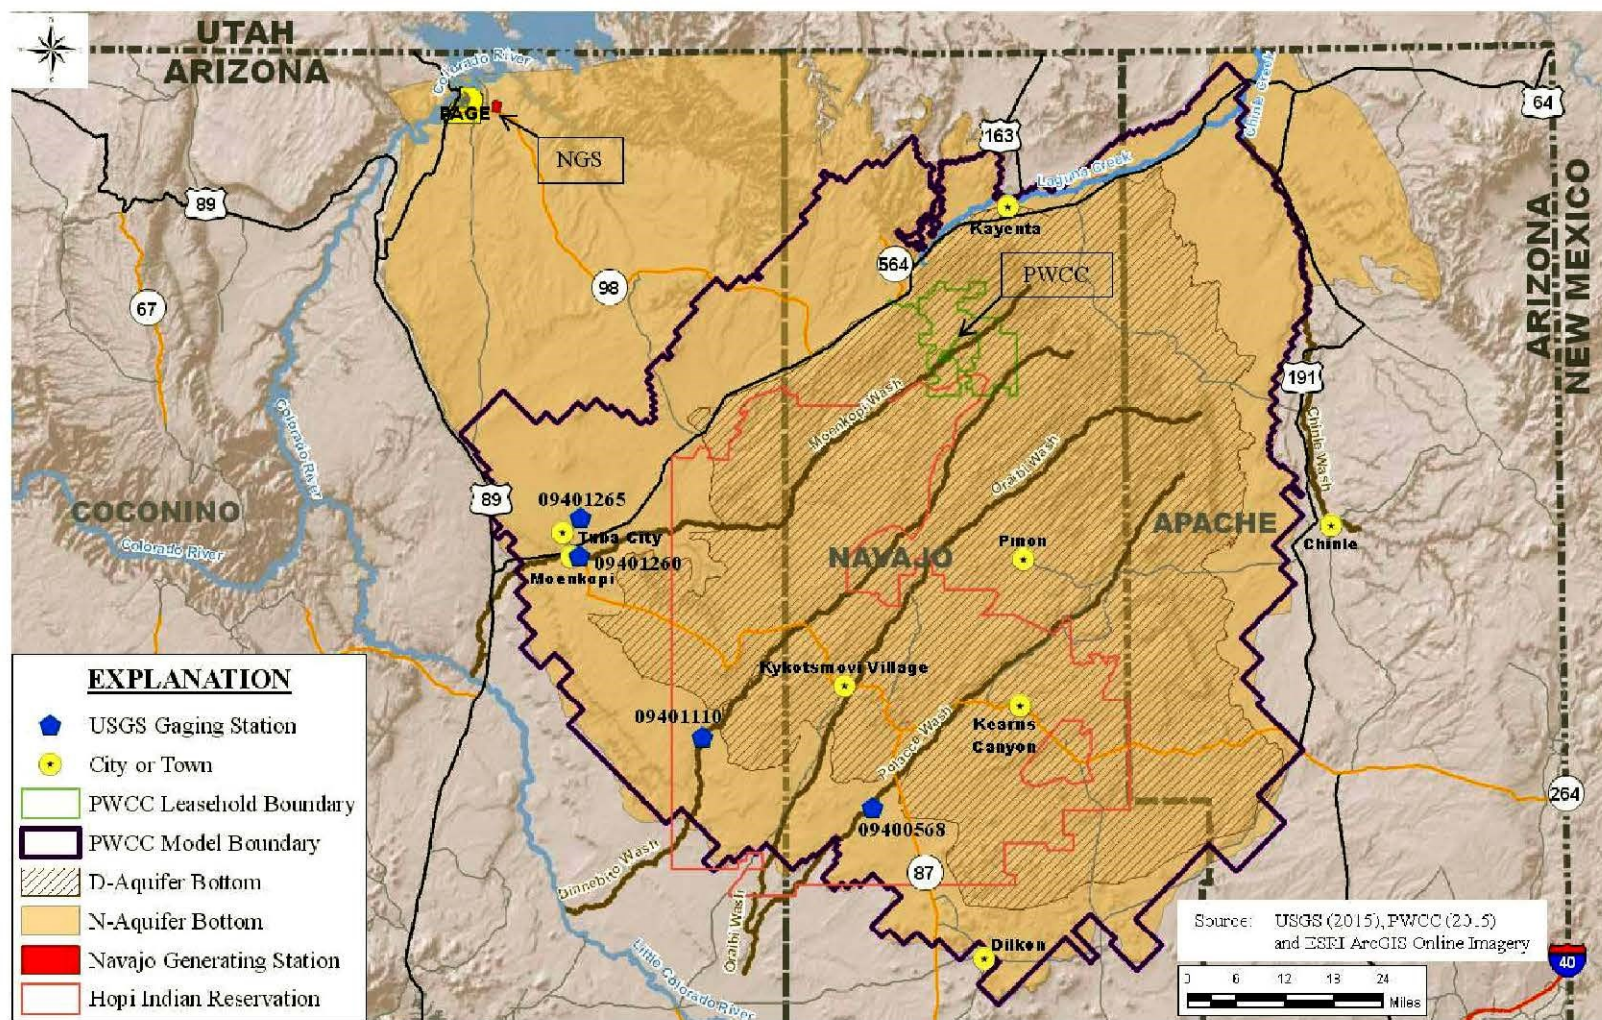 UTAH
ARIZONA
Colorado River
PAGE
NGS
163
64
Chinle Creek
Laguna Creek
89
Kayenta
ARIZONA
NEW MEXICO
564
PWCC
98
67
191
Moenkopi Wash
Colorado River
Chinle Wash
Oraibi Wash
89
09401265
COCONINO
Colorado River
Tuba City
09401260
Moenkopi
NAVAJO
Pinon
APACHE
Chinle
Kykotsmovi Village
09401110
Polacco Wash
Kearns
Canyon
09400568
264
87
Dinnebito Wash
Oraibi Wash
Little Colorado River
Dilkon
40
EXPLANATION
USGS Gaging Station
City or Town
PWCC Leasehold Boundary
PWCC Model Boundary
D-Aquifer Bottom
N-Aquifer Bottom
Navajo Generating Station
Hopi Indian Reservation
Source: USGS (2015), PWCC (2015)
and ESRI ArcGIS Online Imagery
0 6 12 18 24
Miles